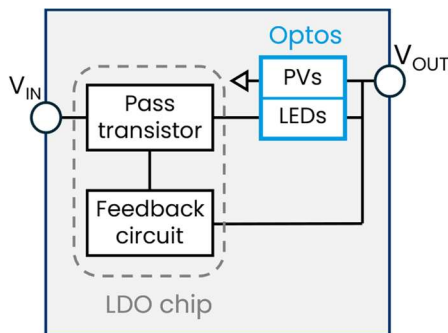 Optos
V_IN
V_OUT
Pass
transistor
PVs
LEDs
Feedback
circuit
LDO chip